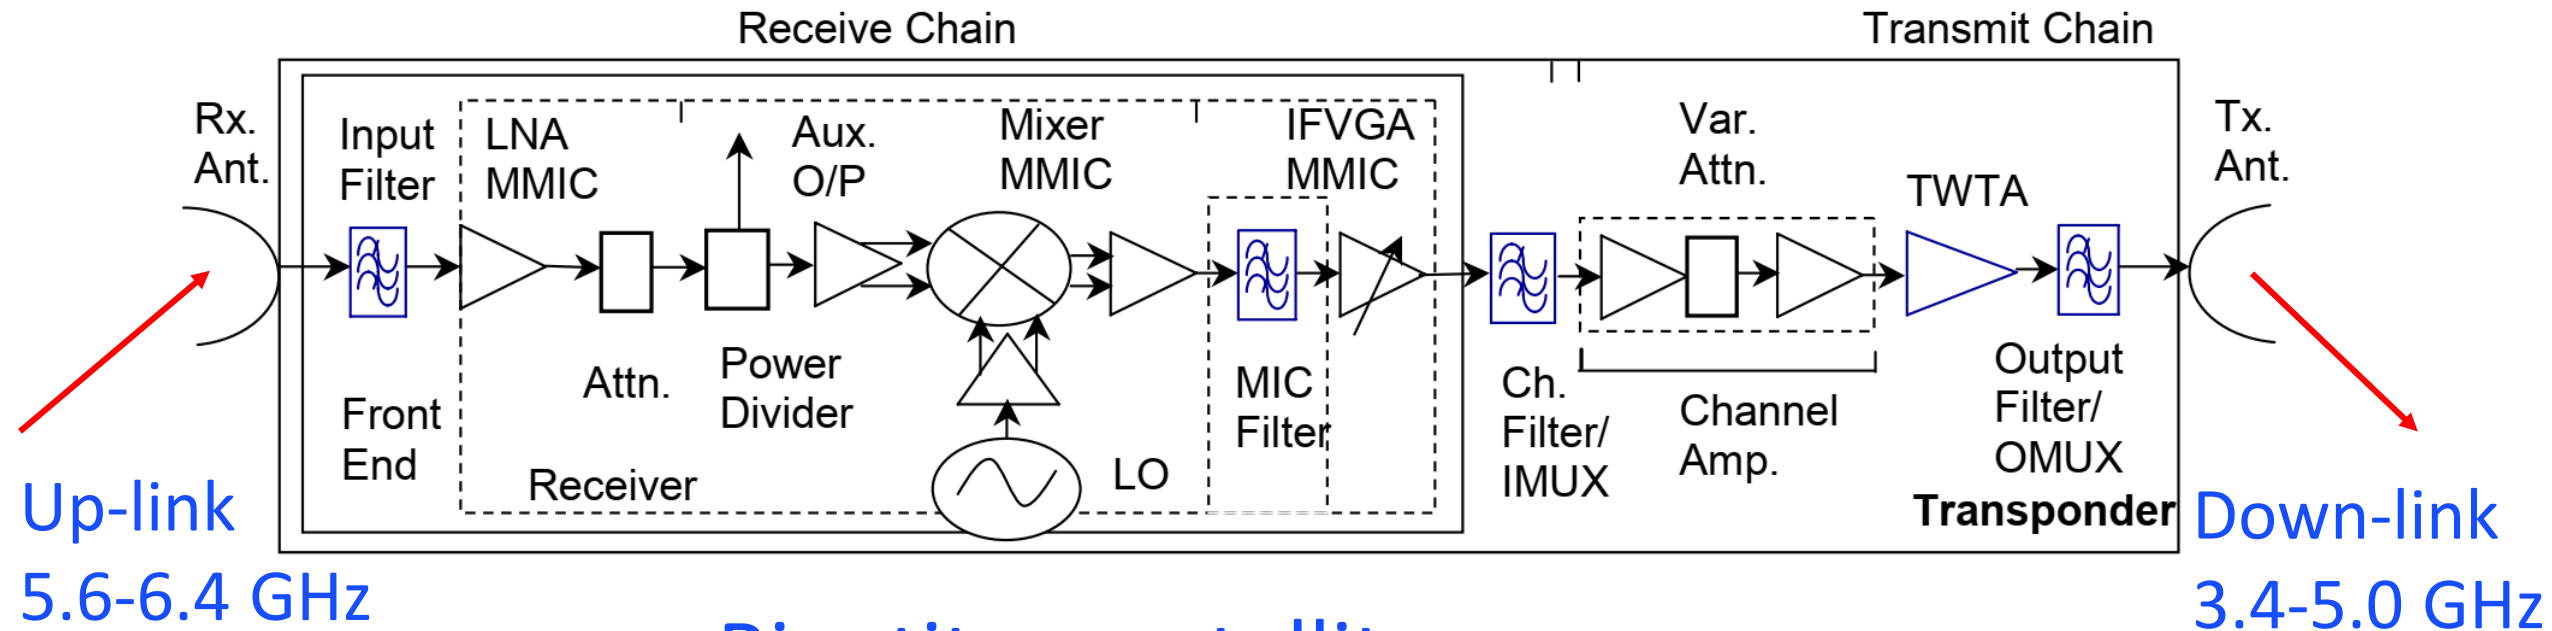 Receive Chain
Transmit Chain
Rx.
Ant.
Input
Filter
LNA
MMIC
Aux.
O/P
Mixer
MMIC
IFVGA
MMIC
Var.
Attn.
TWTA
Tx.
Ant.
Attn.
Power
Divider
MIC
Filter
Ch.
Filter/
IMUX
Channel
Amp.
Output
Filter/
OMUX
Front
End
Receiver
LO
Transponder
Up-link
5.6-6.4 GHz
Down-link
3.4-5.0 GHz